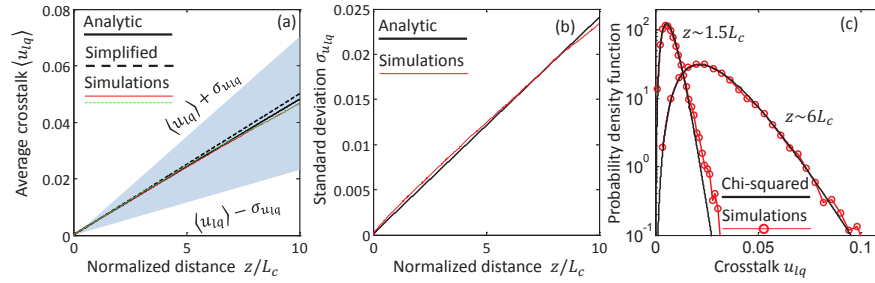 (a)
Analytic
Simplified
Simulations
⟨u_lq⟩ + σ_u_lq
⟨u_lq⟩ − σ_u_lq
Average crosstalk ⟨u_lq⟩
0.08
0.06
0.04
0.02
0
0 5 10
Normalized distance z/L_c
(b)
Analytic
Simulations
Standard deviation σ_u_lq
0.025
0.02
0.015
0.01
0.005
0
0 5 10
Normalized distance z/L_c
(c)
z~1.5L_c
z~6L_c
Chi-squared
Simulations
Probability density function
10^2
10^1
10^0
10^-1
0 0.05 0.1
Crosstalk u_lq